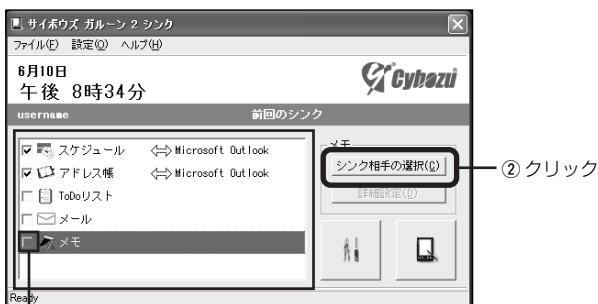 サイボウズ ガルーン 2 シンク
ファイル(F) 設定(O) ヘルプ(H)
6月10日
午後 8時34分
Cybozu
username 前回のシンク
スケジュール Microsoft Outlook
アドレス帳 Microsoft Outlook
ToDoリスト
メール
メモ
メモ
シンク相手の選択(C)
詳細設定(D)
②クリック
Ready